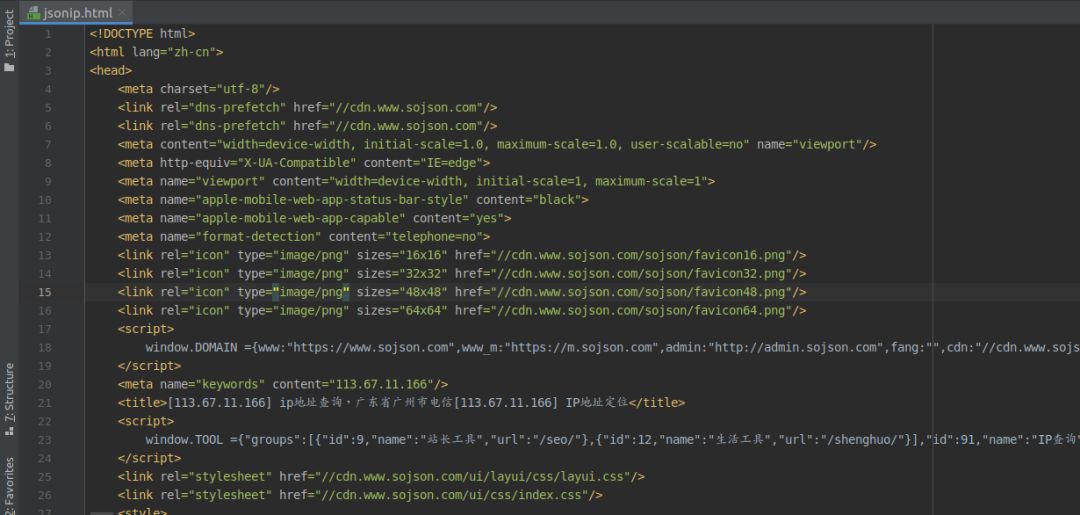 jsonip.html
1: Project
1 <!DOCTYPE html>
2 <html lang="zh-cn">
3 <head>
4 <meta charset="utf-8"/>
5 <link rel="dns-prefetch" href="//cdn.www.sojson.com"/>
6 <link rel="dns-prefetch" href="//cdn.www.sojson.com"/>
7 <meta content="width=device-width, initial-scale=1.0, maximum-scale=1.0, user-scalable=no" name="viewport"/>
8 <meta http-equiv="X-UA-Compatible" content="IE=edge">
9 <meta name="viewport" content="width=device-width, initial-scale=1, maximum-scale=1">
10 <meta name="apple-mobile-web-app-status-bar-style" content="black">
11 <meta name="apple-mobile-web-app-capable" content="yes">
12 <meta name="format-detection" content="telephone=no">
13 <link rel="icon" type="image/png" sizes="16x16" href="//cdn.www.sojson.com/sojson/favicon16.png"/>
14 <link rel="icon" type="image/png" sizes="32x32" href="//cdn.www.sojson.com/sojson/favicon32.png"/>
15 <link rel="icon" type="image/png" sizes="48x48" href="//cdn.www.sojson.com/sojson/favicon48.png"/>
16 <link rel="icon" type="image/png" sizes="64x64" href="//cdn.www.sojson.com/sojson/favicon64.png"/>
17 <script>
18 window.DOMAIN ={www:"https://www.sojson.com",www_m:"https://m.sojson.com",admin:"http://admin.sojson.com",fang:"",cdn:"//cdn.www.sojs
19 </script>
20 <meta name="keywords" content="113.67.11.166"/>
21 <title>[113.67.11.166] ip地址查询，广东省广州市电信[113.67.11.166] IP地址定位</title>
22 <script>
23 window.TOOL ={"groups":[{"id":9,"name":"站长工具","url":"/seo/"},{"id":12,"name":"生活工具","url":"/shenghuo/"}],"id":91,"name":"IP查询"
24 </script>
25 <link rel="stylesheet" href="//cdn.www.sojson.com/ui/layui/css/layui.css"/>
26 <link rel="stylesheet" href="//cdn.www.sojson.com/ui/css/index.css"/>
27 <style>
7: Structure
2: Favorites